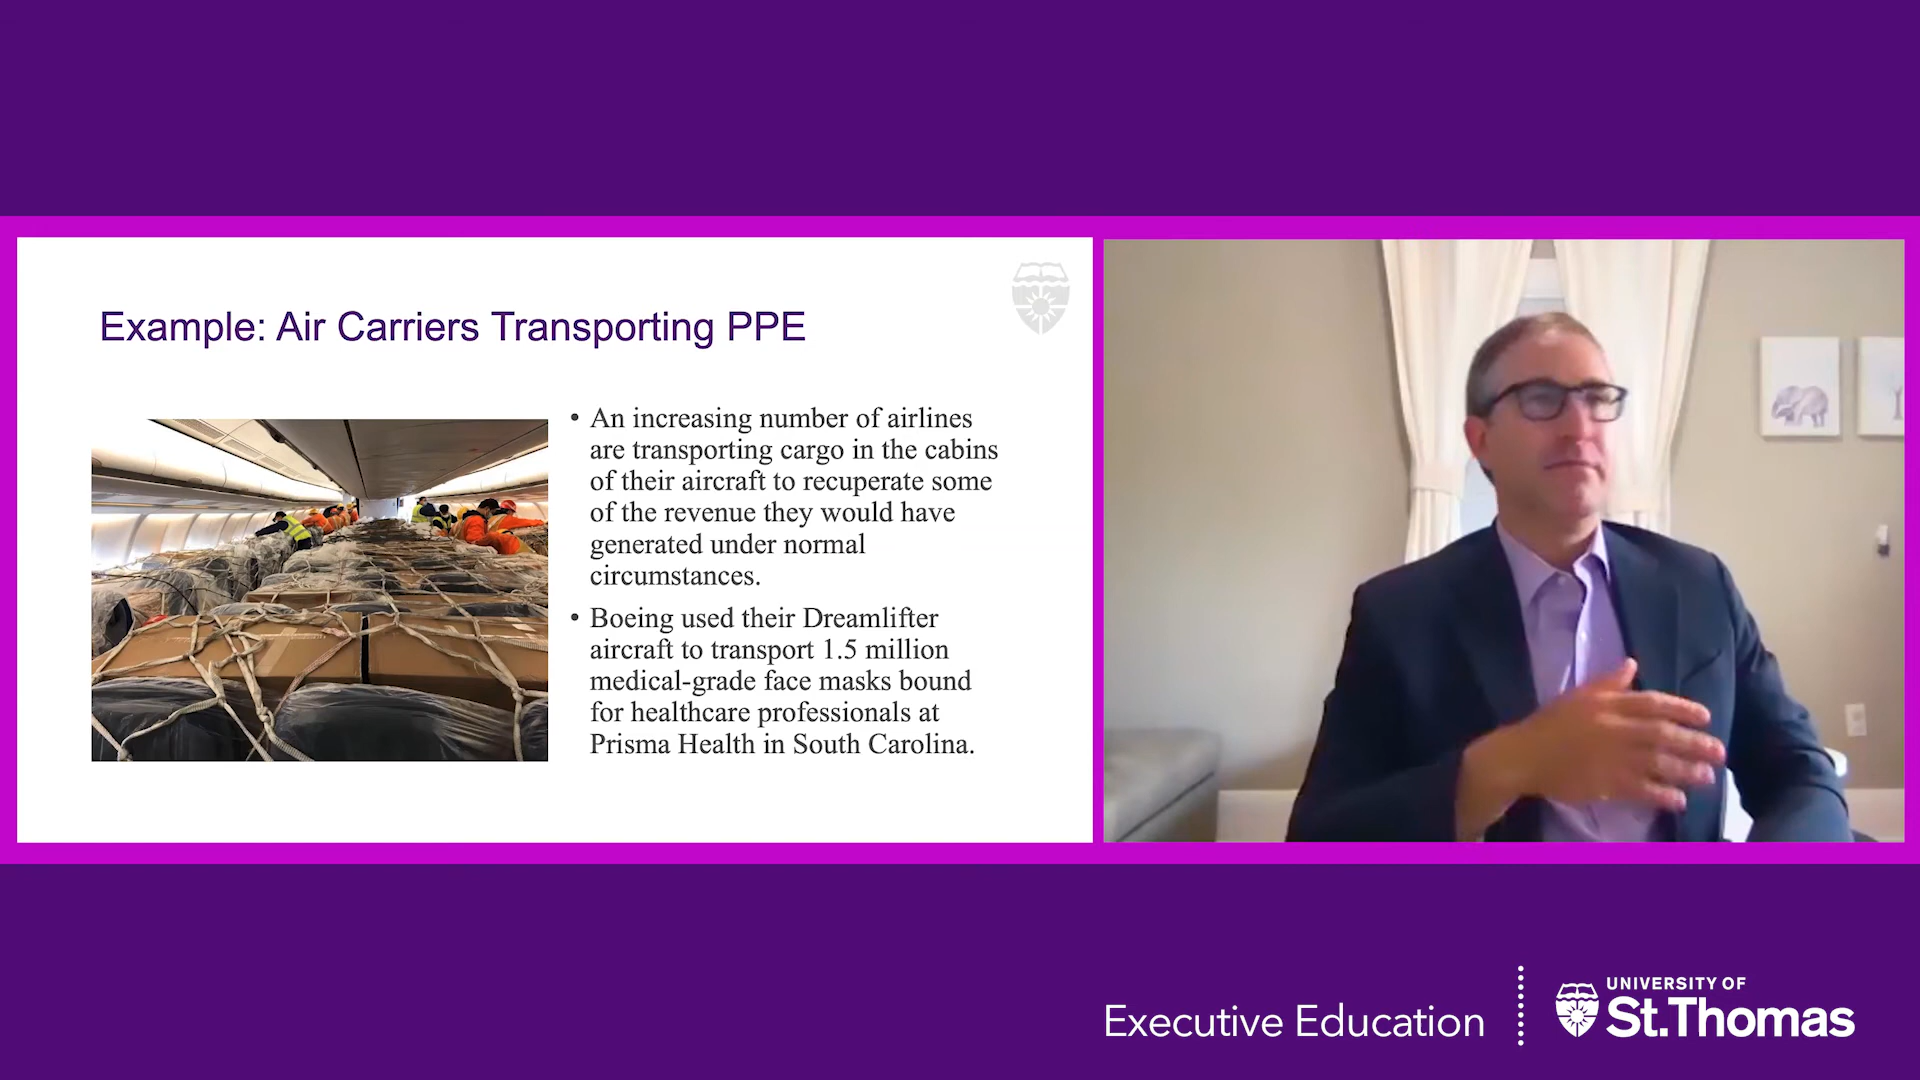 Example: Air Carriers Transporting PPE
• An increasing number of airlines
are transporting cargo in the cabins
of their aircraft to recuperate some
of the revenue they would have
generated under normal
circumstances.
• Boeing used their Dreamlifter
aircraft to transport 1.5 million
medical-grade face masks bound
for healthcare professionals at
Prisma Health in South Carolina.
Executive Education
UNIVERSITY OF
St.Thomas